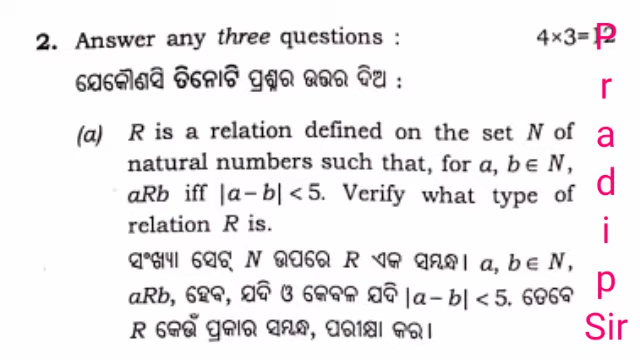 2. Answer any three questions : 4×3=12
ଯେକୌଣସି ତିନୋଟି ପ୍ରଶ୍ନର ଉତ୍ତର ଦିଅ :
(a) R is a relation defined on the set N of
natural numbers such that, for a, b ∈ N,
aRb iff |a – b| < 5. Verify what type of
relation R is.
ସଂଖ୍ୟା ସେଟ୍ N ଉପରେ R ଏକ ସମ୍ବନ୍ଧ। a, b ∈ N,
aRb, ହେବ, ଯଦି ଓ କେବଳ ଯଦି |a – b| < 5. ତେବେ
R କେଉଁ ପ୍ରକାର ସମ୍ବନ୍ଧ, ପରୀକ୍ଷା କର।
Pradip
Sir